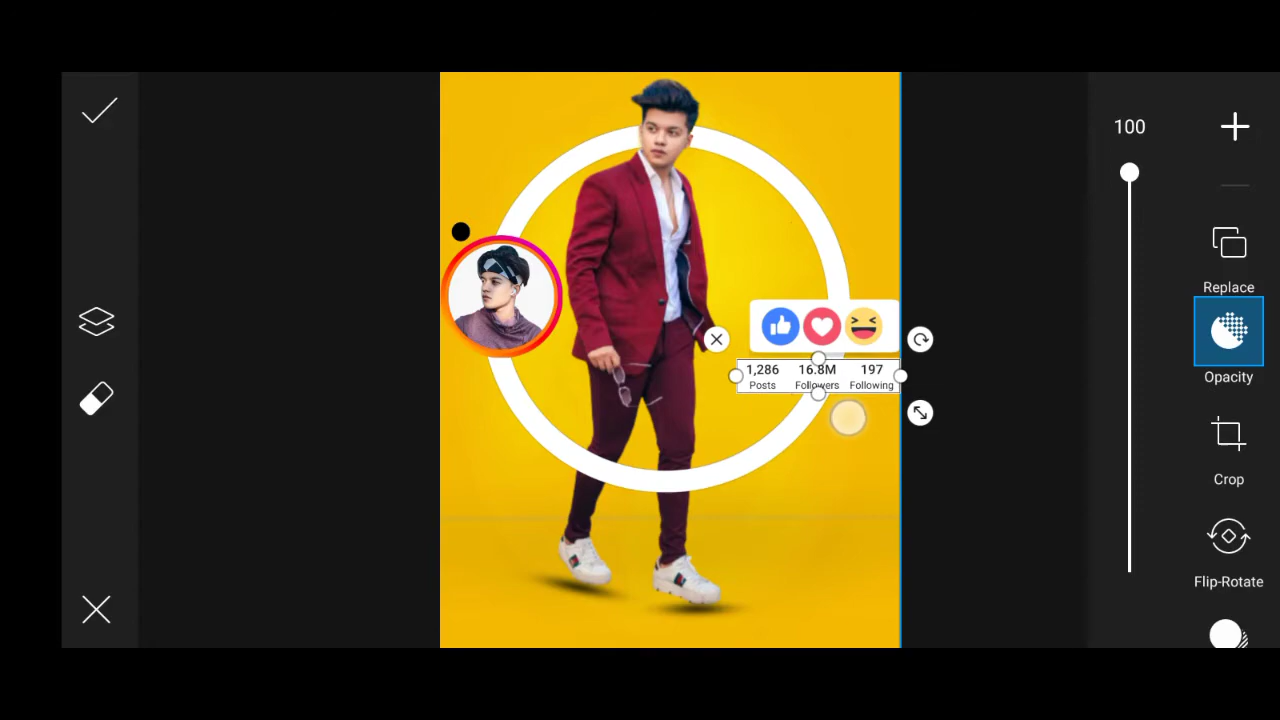 100
Replace
Opacity
Crop
Flip-Rotate
1,286 16.8M 197
Posts Followers Following